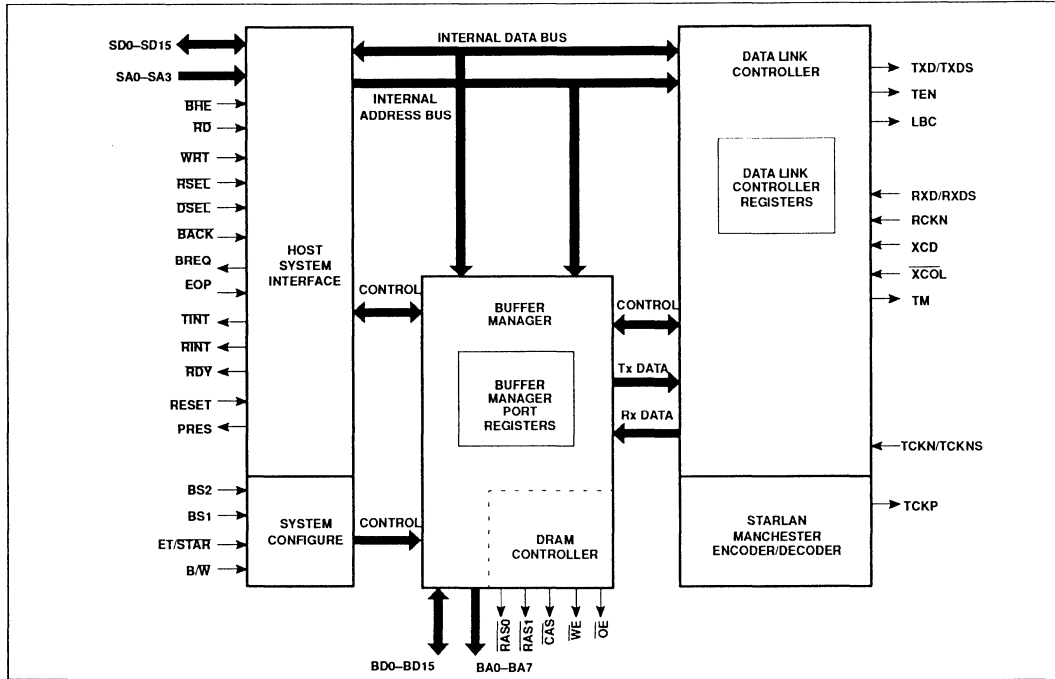 SD0–SD15
SA0–SA3
BHE
RD
WRT
RSEL
DSEL
BACK
BREQ
EOP
TINT
RINT
RDY
RESET
PRES
BS2
BS1
ET/STAR
B/W
HOST
SYSTEM
INTERFACE
SYSTEM
CONFIGURE
INTERNAL DATA BUS
INTERNAL
ADDRESS BUS
CONTROL
CONTROL
BUFFER
MANAGER
BUFFER
MANAGER
PORT
REGISTERS
DRAM
CONTROLLER
CONTROL
Tx DATA
Rx DATA
DATA LINK
CONTROLLER
DATA LINK
CONTROLLER
REGISTERS
STARLAN
MANCHESTER
ENCODER/DECODER
TXD/TXDS
TEN
LBC
RXD/RXDS
RCKN
XCD
XCOL
TM
TCKN/TCKNS
TCKP
RAS0
RAS1
CAS
WE
OE
BD0–BD15
BA0–BA7